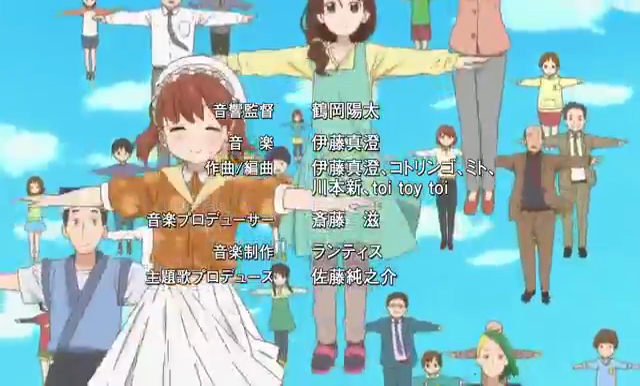 音響監督 鶴岡陽太
音 楽 伊藤真澄
作曲/編曲 伊藤真澄、コトリンゴ、ミト、
川本新、toi toy toi
音楽プロデューサー 斎藤 滋
音楽制作 ランティス
主題歌プロデュース 佐藤純之介